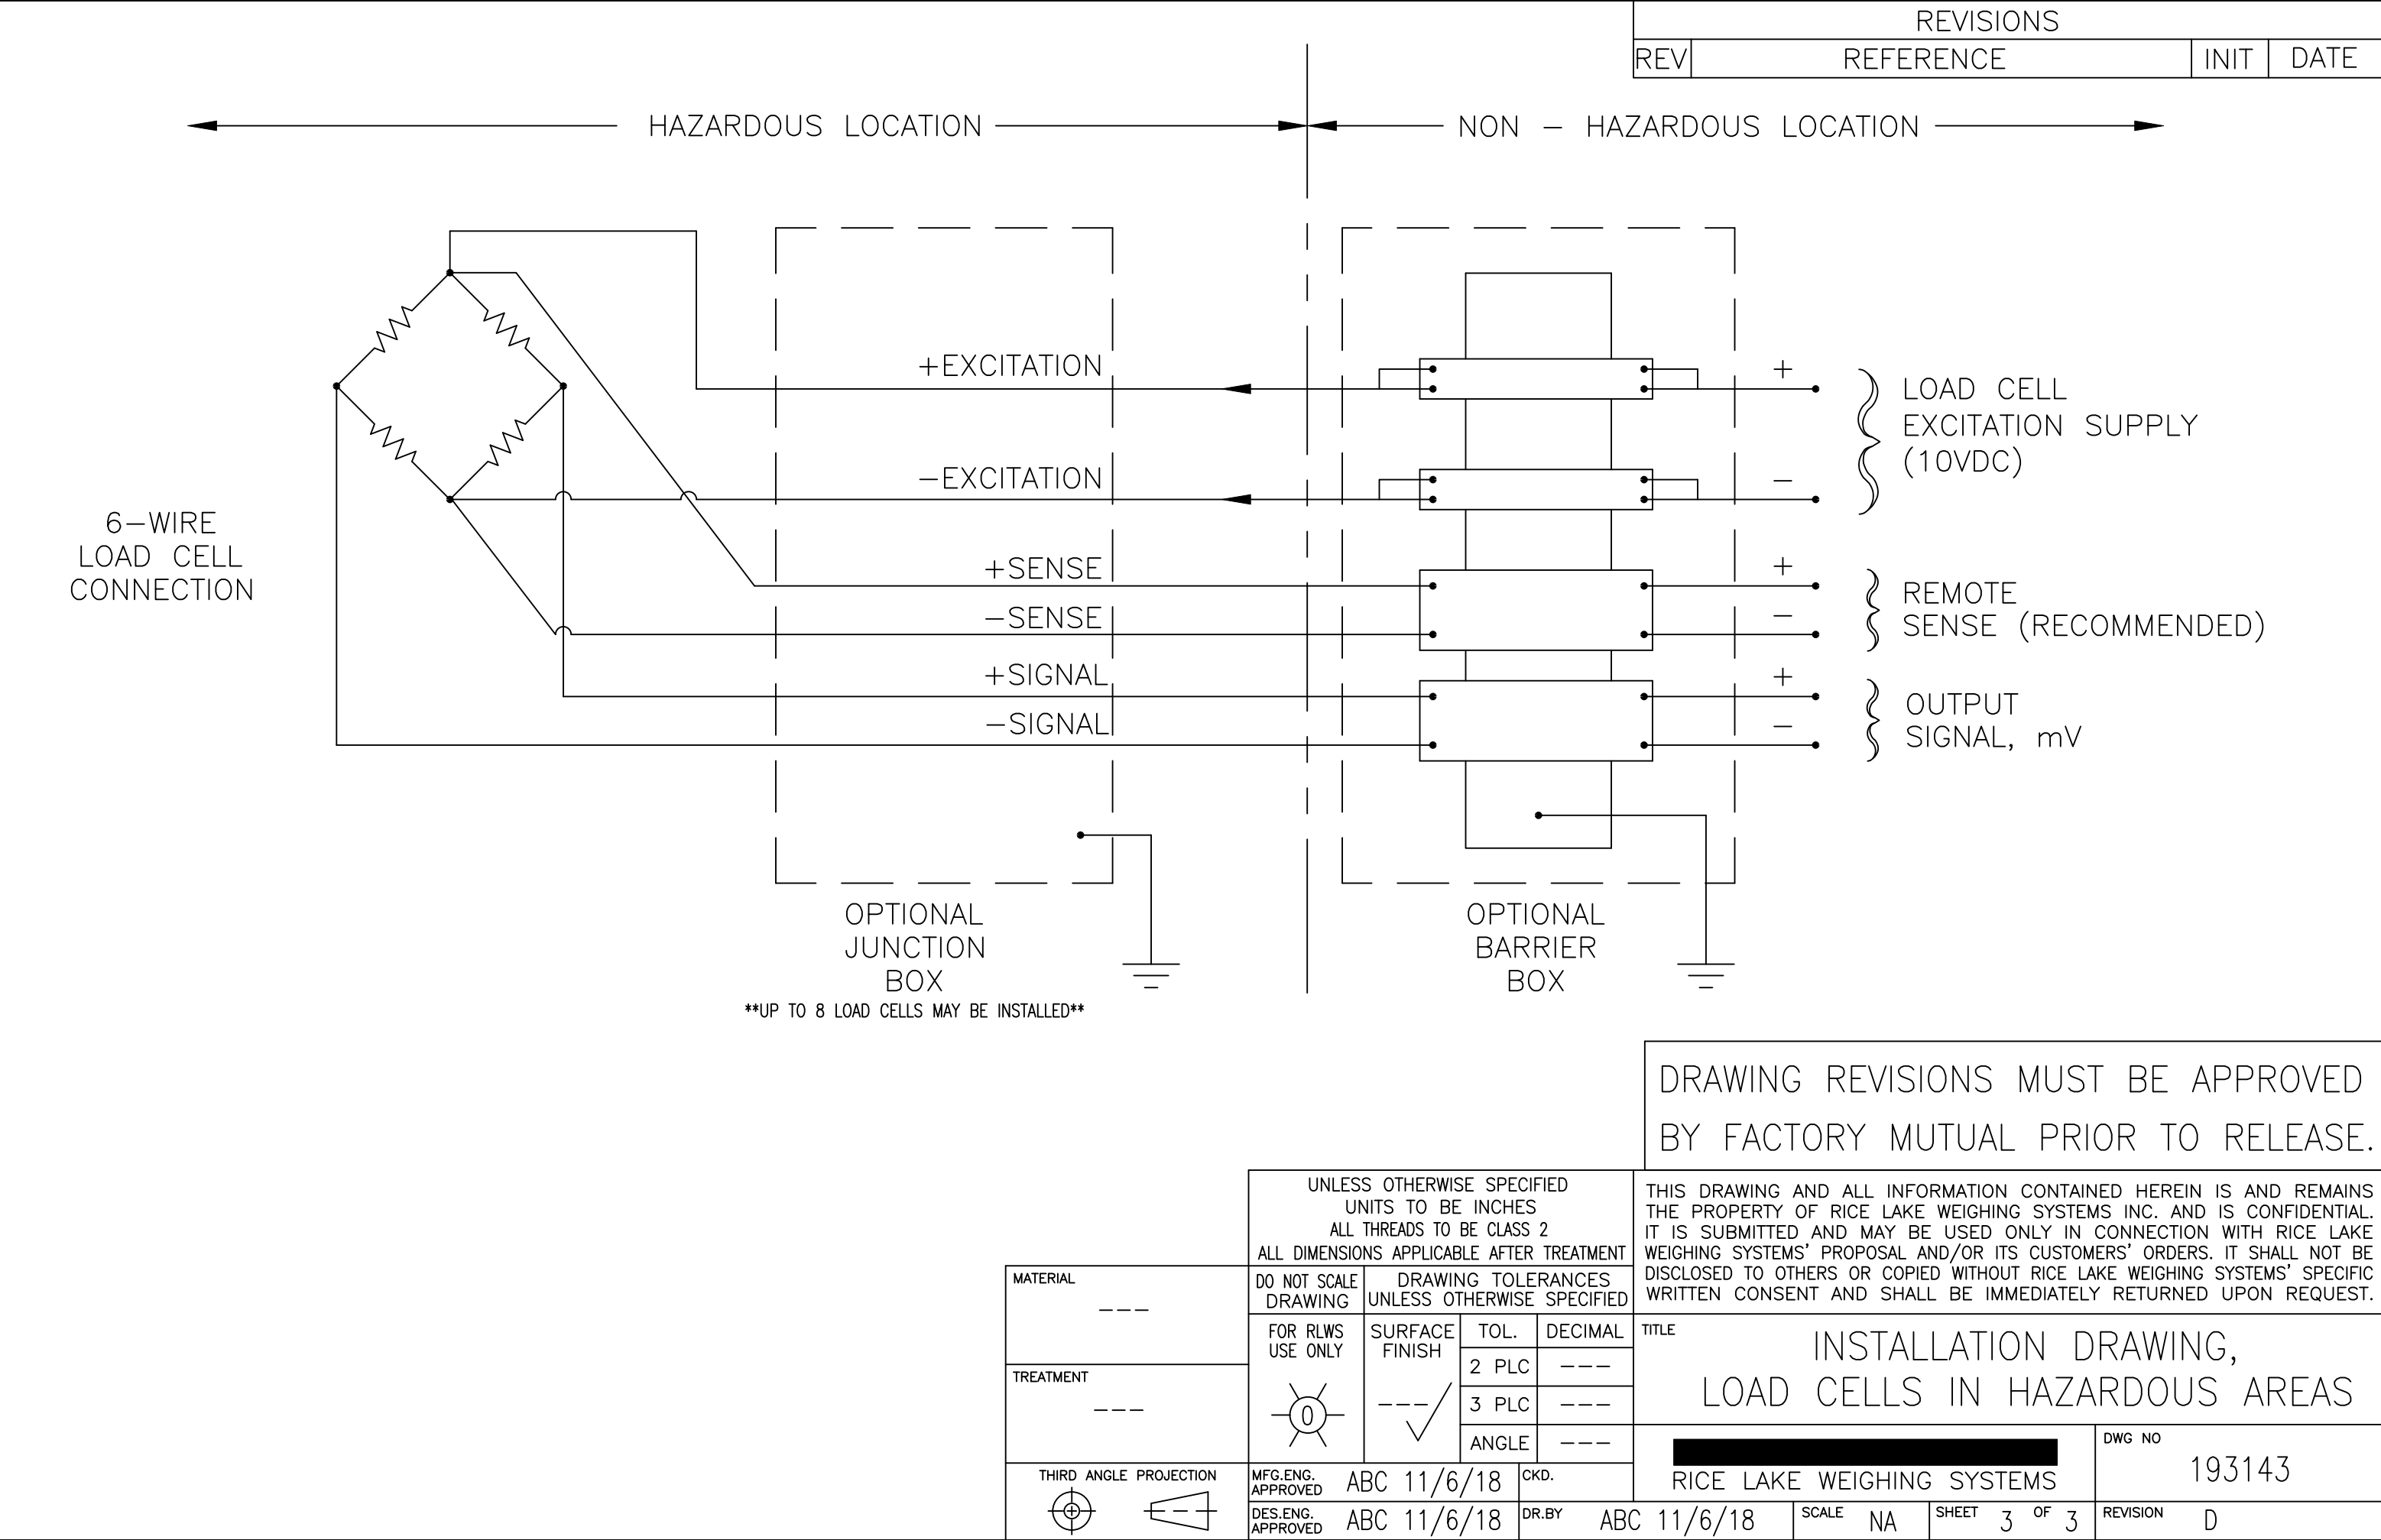 REVISIONS
REV REFERENCE INIT DATE
HAZARDOUS LOCATION NON - HAZARDOUS LOCATION
+EXCITATION
-EXCITATION
+SENSE
-SENSE
+SIGNAL
-SIGNAL
6-WIRE
LOAD CELL
CONNECTION
+
-
LOAD CELL
EXCITATION SUPPLY
(10VDC)
+
-
REMOTE
SENSE (RECOMMENDED)
+
-
OUTPUT
SIGNAL, mV
OPTIONAL
JUNCTION
BOX
**UP TO 8 LOAD CELLS MAY BE INSTALLED**
OPTIONAL
BARRIER
BOX
DRAWING REVISIONS MUST BE APPROVED
BY FACTORY MUTUAL PRIOR TO RELEASE.
UNLESS OTHERWISE SPECIFIED
UNITS TO BE INCHES
ALL THREADS TO BE CLASS 2
ALL DIMENSIONS APPLICABLE AFTER TREATMENT
THIS DRAWING AND ALL INFORMATION CONTAINED HEREIN IS AND REMAINS
THE PROPERTY OF RICE LAKE WEIGHING SYSTEMS INC. AND IS CONFIDENTIAL.
IT IS SUBMITTED AND MAY BE USED ONLY IN CONNECTION WITH RICE LAKE
WEIGHING SYSTEMS' PROPOSAL AND/OR ITS CUSTOMERS' ORDERS. IT SHALL NOT BE
DISCLOSED TO OTHERS OR COPIED WITHOUT RICE LAKE WEIGHING SYSTEMS' SPECIFIC
WRITTEN CONSENT AND SHALL BE IMMEDIATELY RETURNED UPON REQUEST.
MATERIAL
---
TREATMENT
---
THIRD ANGLE PROJECTION
DO NOT SCALE
DRAWING
DRAWING TOLERANCES
UNLESS OTHERWISE SPECIFIED
FOR RLWS
USE ONLY
0
SURFACE
FINISH
---
TOL. DECIMAL
2 PLC ---
3 PLC ---
ANGLE ---
TITLE
INSTALLATION DRAWING,
LOAD CELLS IN HAZARDOUS AREAS
RICE LAKE WEIGHING SYSTEMS
DWG NO
193143
MFG.ENG.
APPROVED
ABC 11/6/18
CKD.
DES.ENG.
APPROVED
ABC 11/6/18
DR.BY ABC 11/6/18
SCALE NA
SHEET 3 OF 3
REVISION D